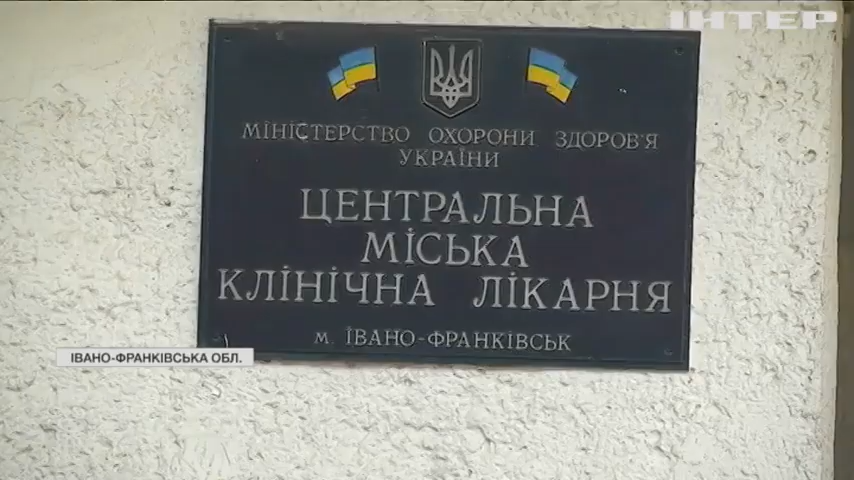 ІНТЕР
МІНІСТЕРСТВО ОХОРОНИ ЗДОРОВ'Я
УКРАЇНИ
ЦЕНТРАЛЬНА
МІСЬКА
КЛІНІЧНА ЛІКАРНЯ
м. ІВАНО-ФРАНКІВСЬК
ІВАНО-ФРАНКІВСЬКА ОБЛ.